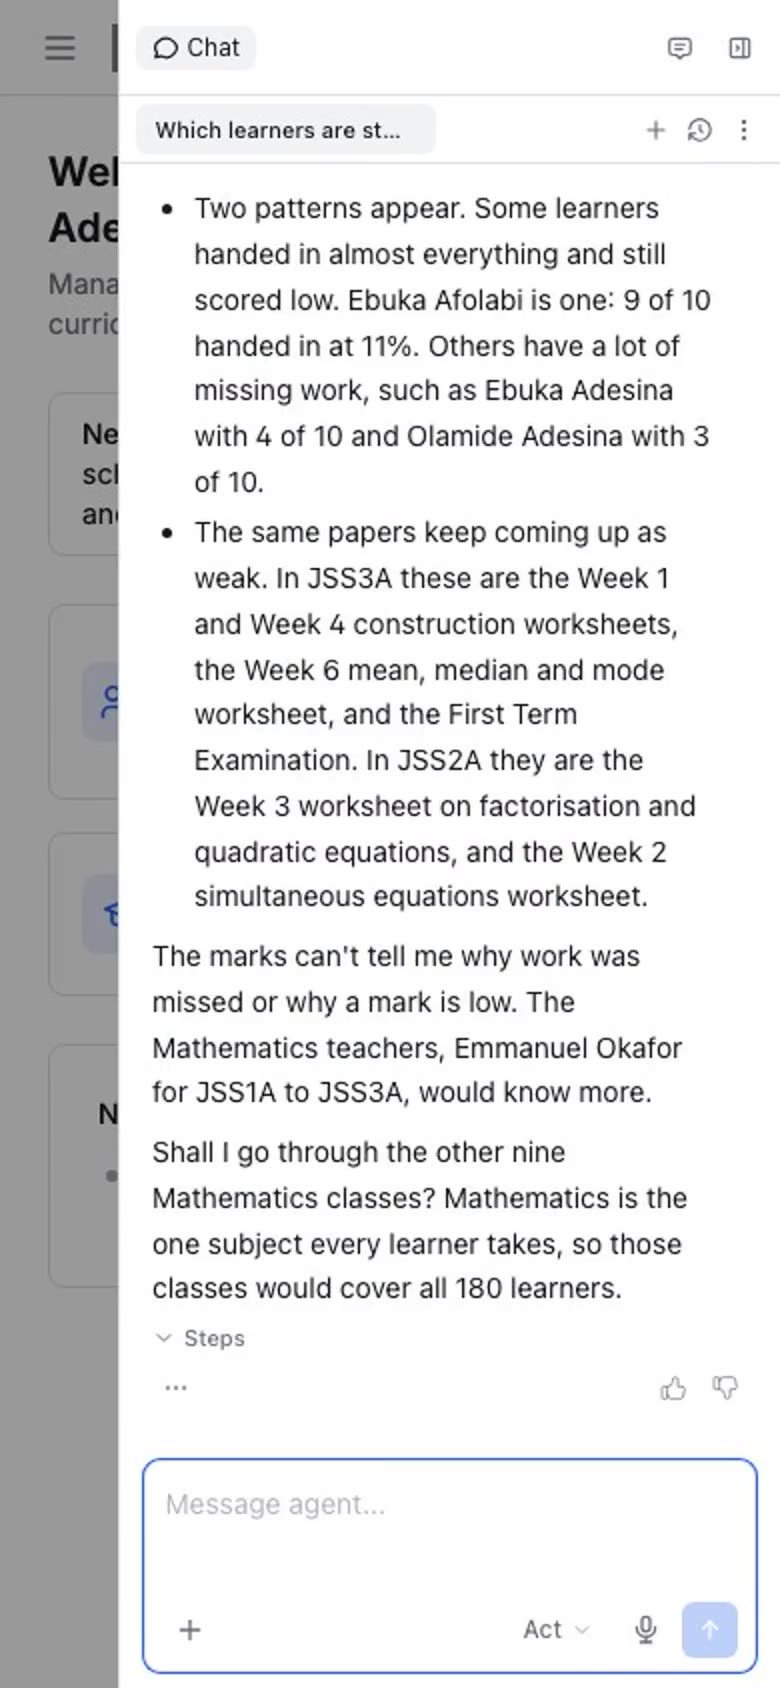 Chat
Which learners are st...
Wel
Ade
Mana
curric
Ne
scl
and
N
• Two patterns appear. Some learners
handed in almost everything and still
scored low. Ebuka Afolabi is one: 9 of 10
handed in at 11%. Others have a lot of
missing work, such as Ebuka Adesina
with 4 of 10 and Olamide Adesina with 3
of 10.
• The same papers keep coming up as
weak. In JSS3A these are the Week 1
and Week 4 construction worksheets,
the Week 6 mean, median and mode
worksheet, and the First Term
Examination. In JSS2A they are the
Week 3 worksheet on factorisation and
quadratic equations, and the Week 2
simultaneous equations worksheet.
The marks can't tell me why work was
missed or why a mark is low. The
Mathematics teachers, Emmanuel Okafor
for JSS1A to JSS3A, would know more.
Shall I go through the other nine
Mathematics classes? Mathematics is the
one subject every learner takes, so those
classes would cover all 180 learners.
Steps
...
Message agent...
Act